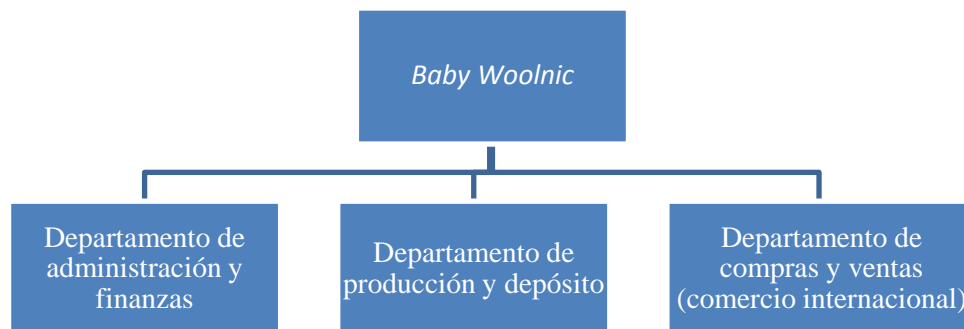 Baby Woolnic
Departamento de
administración y
finanzas
Departamento de
producción y depósito
Departamento de
compras y ventas
(comercio internacional)